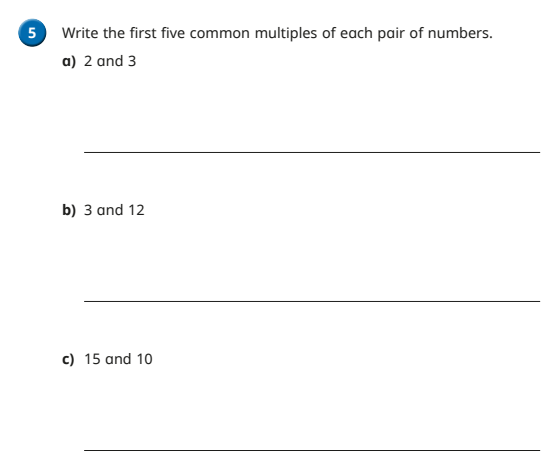 5 Write the first five common multiples of each pair of numbers.
a) 2 and 3
b) 3 and 12
c) 15 and 10